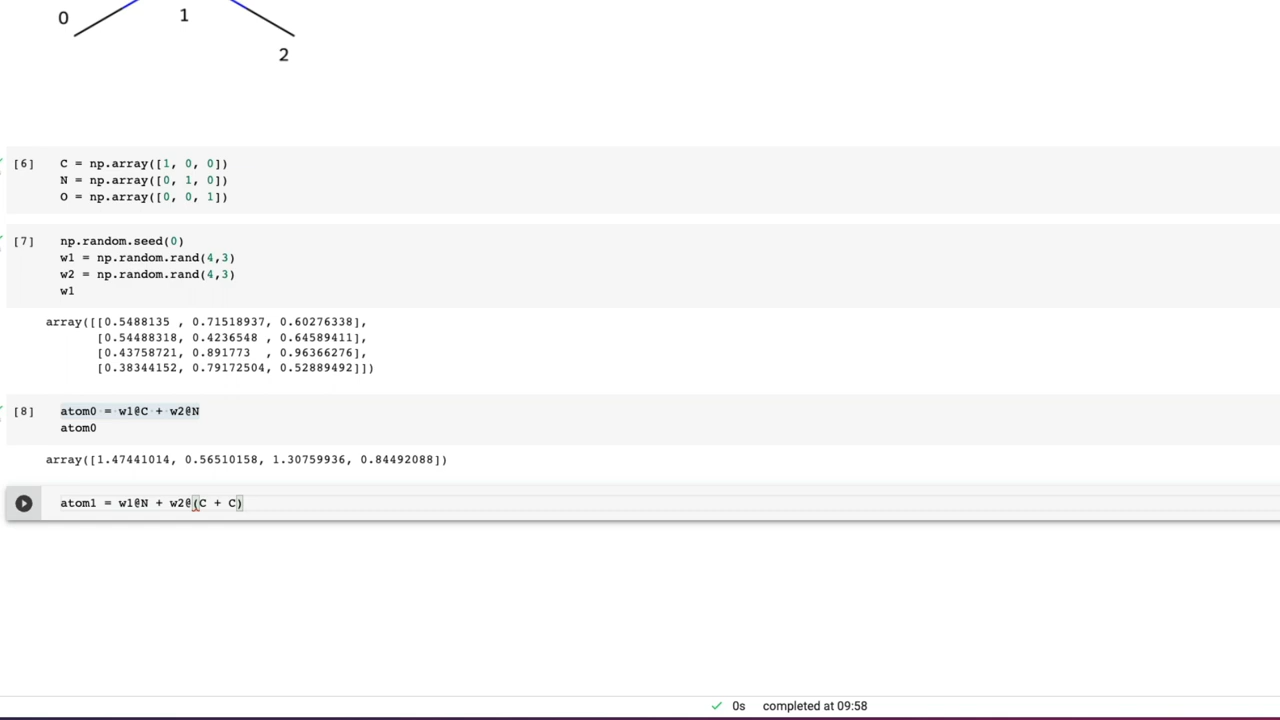 0
1
2
[6] C = np.array([1, 0, 0])
N = np.array([0, 1, 0])
O = np.array([0, 0, 1])
[7] np.random.seed(0)
w1 = np.random.rand(4,3)
w2 = np.random.rand(4,3)
w1
array([[0.5488135 , 0.71518937, 0.60276338],
[0.54488318, 0.4236548 , 0.64589411],
[0.43758721, 0.891773  , 0.96366276],
[0.38344152, 0.79172504, 0.52889492]])
[8] atom0 = w1@C + w2@N
atom0
array([1.47441014, 0.56510158, 1.30759936, 0.84492088])
atom1 = w1@N + w2@(C + C)
0s completed at 09:58